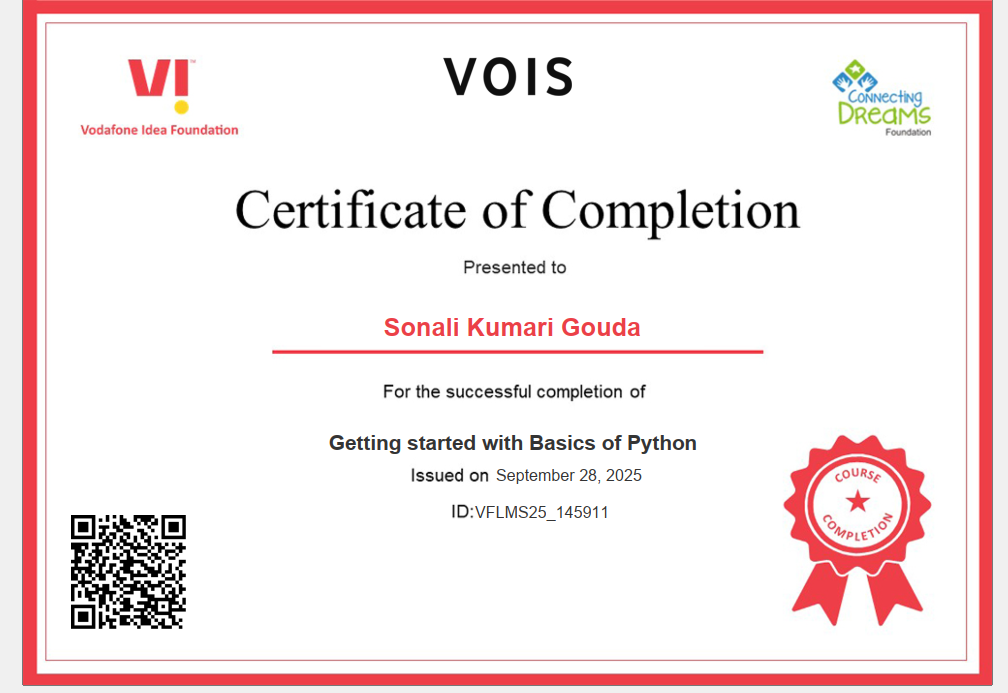 VI™
Vodafone Idea Foundation
VOIS
Connecting
Dreams
Foundation
Certificate of Completion
Presented to
Sonali Kumari Gouda
For the successful completion of
Getting started with Basics of Python
Issued on September 28, 2025
ID:VFLMS25_145911
COURSE
COMPLETION